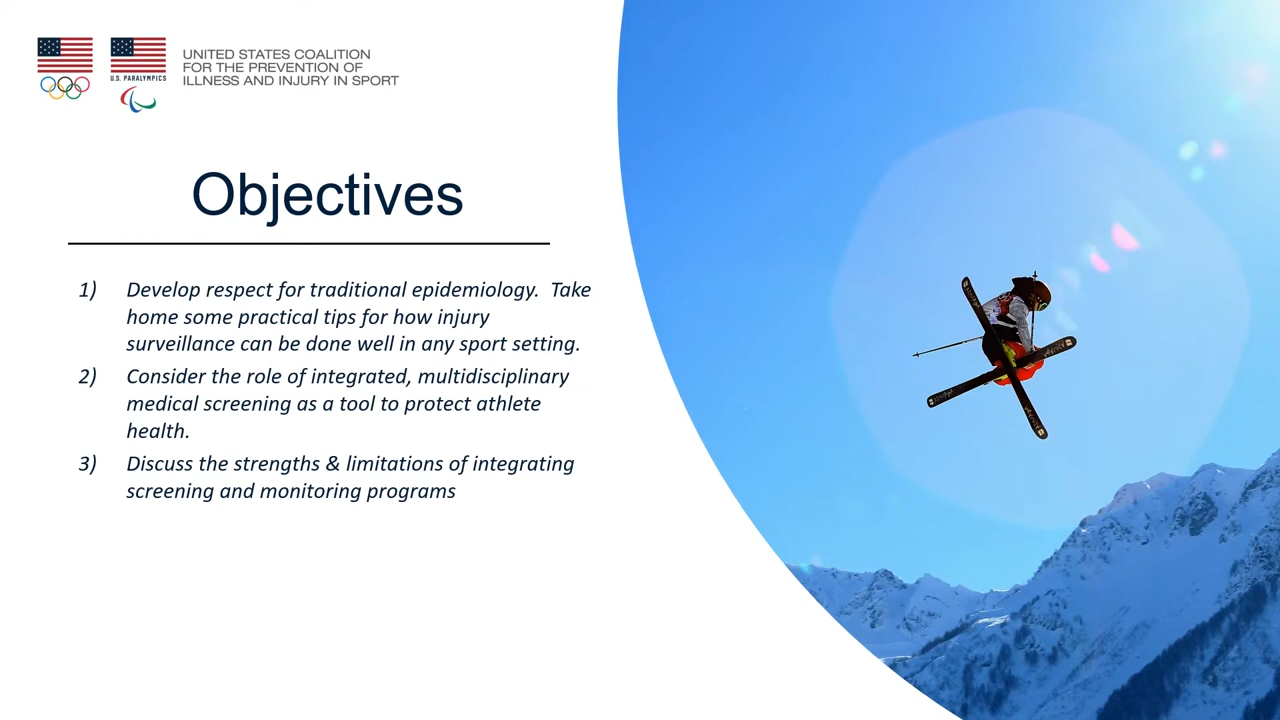 UNITED STATES COALITION
FOR THE PREVENTION OF
ILLNESS AND INJURY IN SPORT
U.S. PARALYMPICS
Objectives
1) Develop respect for traditional epidemiology. Take
home some practical tips for how injury
surveillance can be done well in any sport setting.
2) Consider the role of integrated, multidisciplinary
medical screening as a tool to protect athlete
health.
3) Discuss the strengths & limitations of integrating
screening and monitoring programs